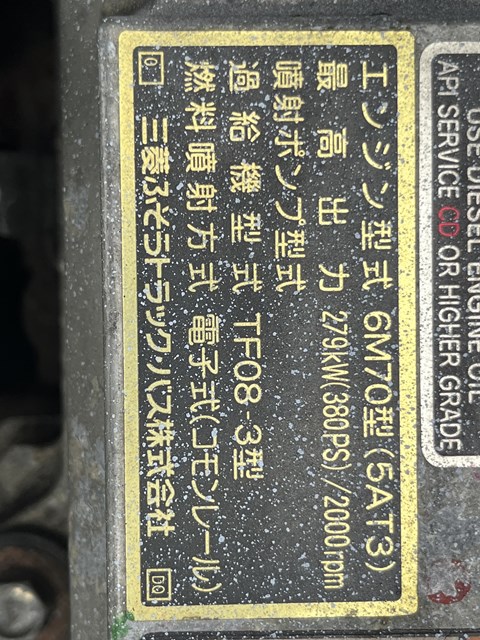 エンジン型式 6M70型(5AT3)
最高出力 279kW(380PS)/2000rpm
噴射ポンプ型式
過給機型式 TF08-3型
燃料噴射方式 電子式(コモンレール)
0 三菱ふそうトラック・バス株式会社 DQ
USE DIESEL ENGINE OIL
API SERVICE CD OR HIGHER GRADE